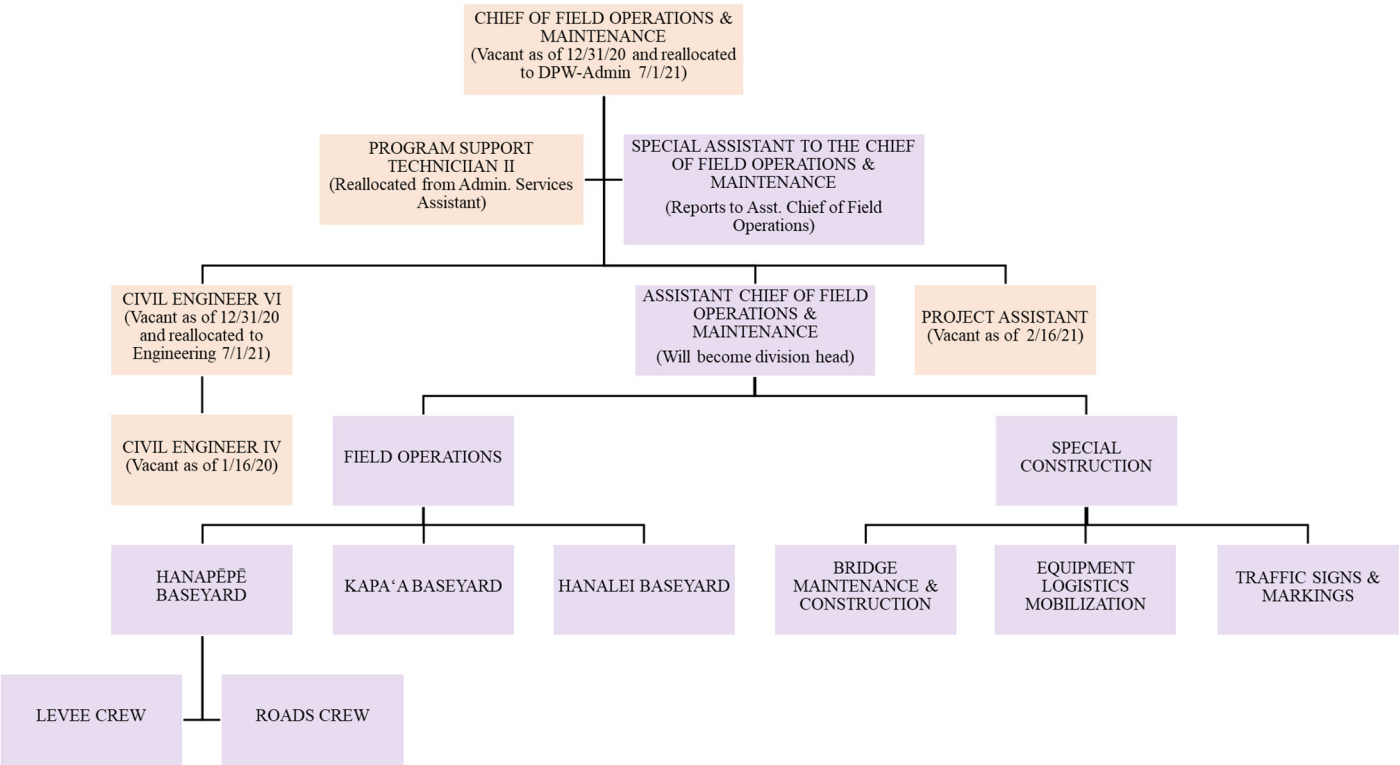 CHIEF OF FIELD OPERATIONS &
MAINTENANCE
(Vacant as of 12/31/20 and reallocated
to DPW-Admin 7/1/21)
PROGRAM SUPPORT
TECHNICIIAN II
(Reallocated from Admin. Services
Assistant)
SPECIAL ASSISTANT TO THE CHIEF
OF FIELD OPERATIONS &
MAINTENANCE
(Reports to Asst. Chief of Field
Operations)
CIVIL ENGINEER VI
(Vacant as of 12/31/20
and reallocated to
Engineering 7/1/21)
ASSISTANT CHIEF OF FIELD
OPERATIONS &
MAINTENANCE
(Will become division head)
PROJECT ASSISTANT
(Vacant as of 2/16/21)
CIVIL ENGINEER IV
(Vacant as of 1/16/20)
FIELD OPERATIONS
SPECIAL
CONSTRUCTION
HANAPĒPĒ
BASEYARD
KAPAʻA BASEYARD
HANALEI BASEYARD
BRIDGE
MAINTENANCE &
CONSTRUCTION
EQUIPMENT
LOGISTICS
MOBILIZATION
TRAFFIC SIGNS &
MARKINGS
LEVEE CREW
ROADS CREW